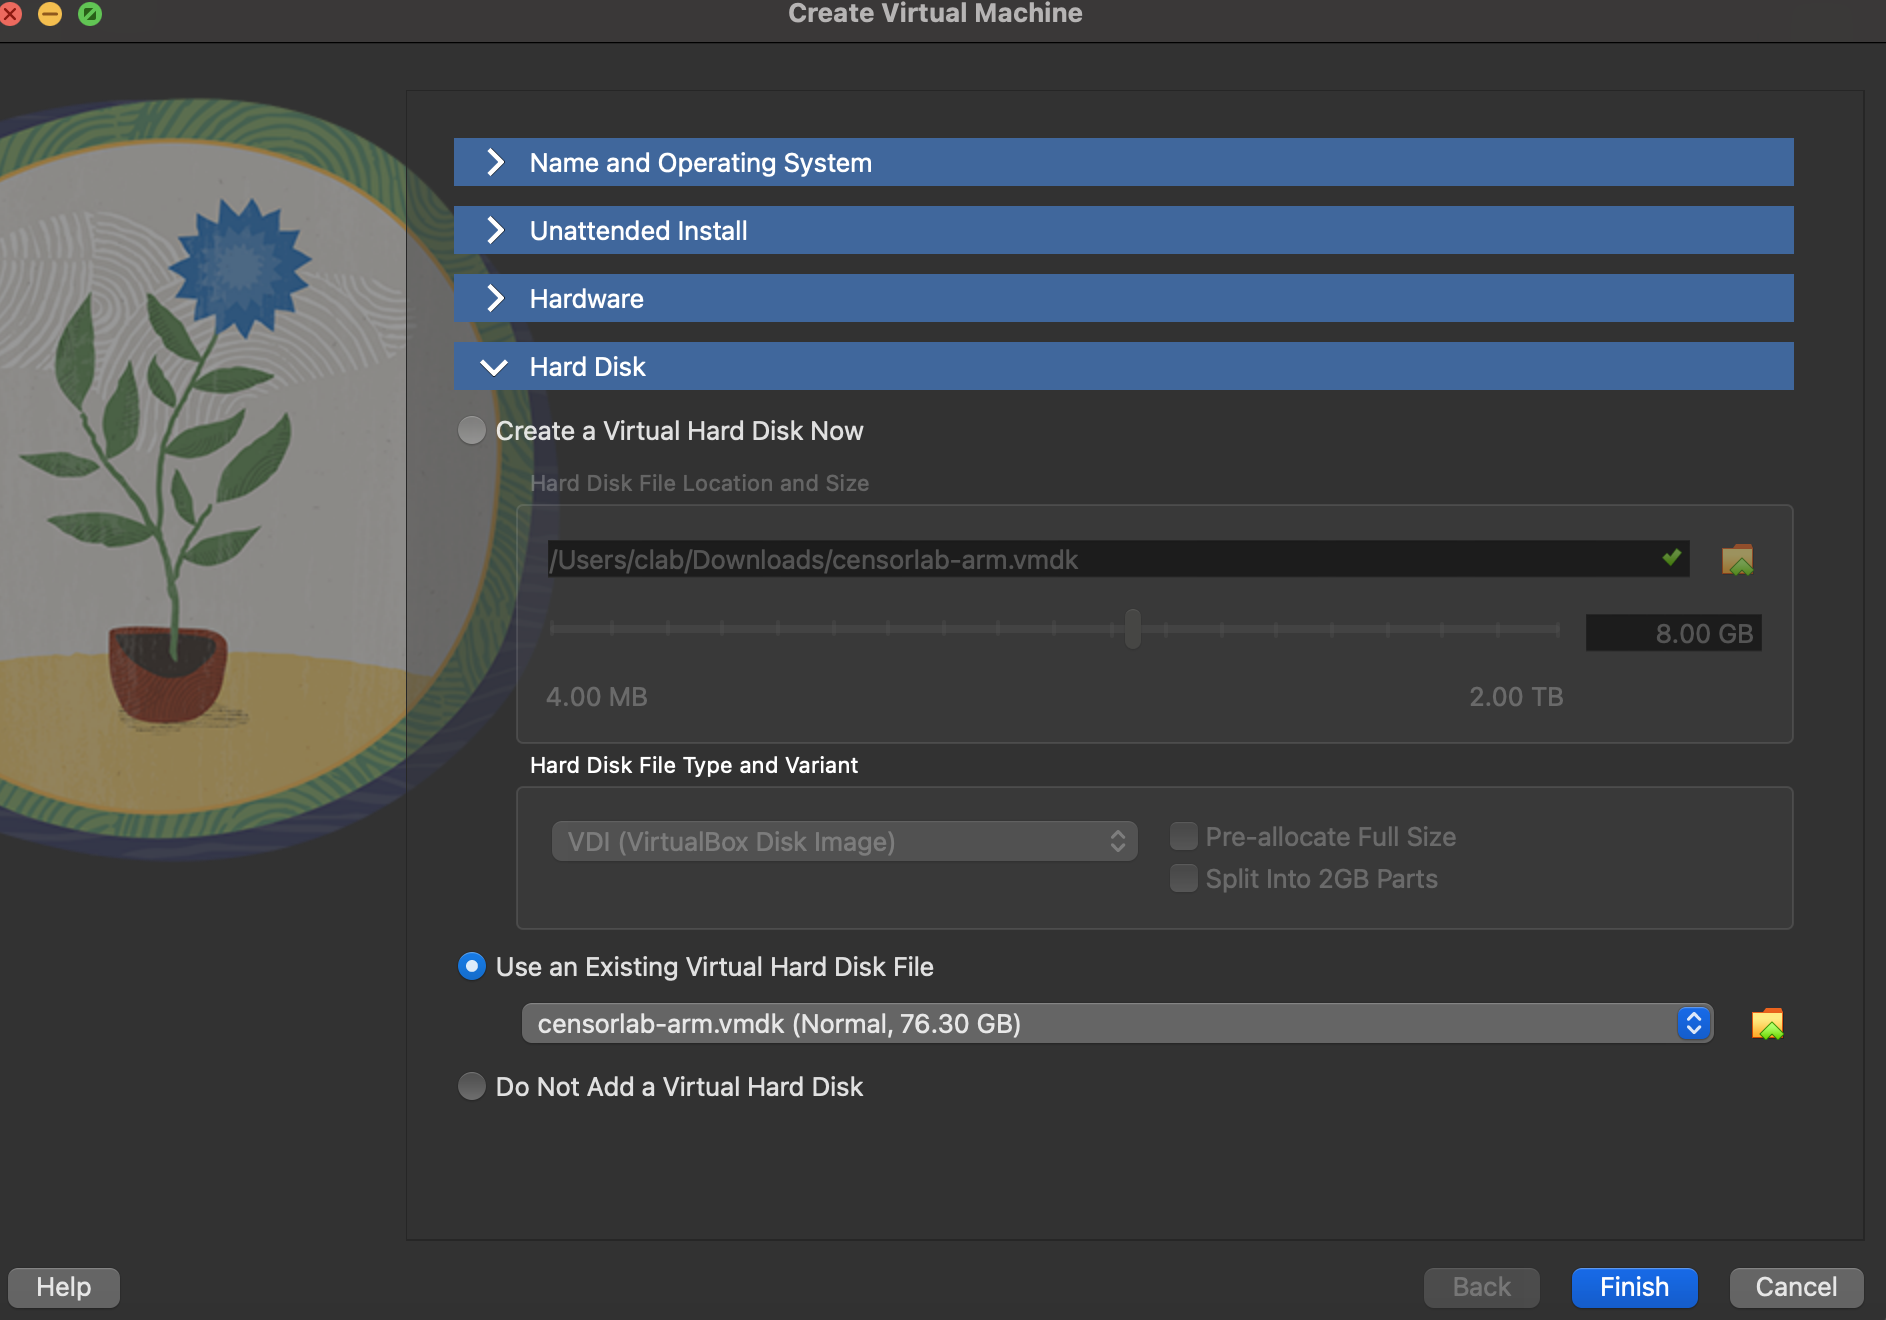 Create Virtual Machine
Name and Operating System
Unattended Install
Hardware
Hard Disk
Create a Virtual Hard Disk Now
Hard Disk File Location and Size
/Users/clab/Downloads/censorlab-arm.vmdk
8.00 GB
4.00 MB 2.00 TB
Hard Disk File Type and Variant
VDI (VirtualBox Disk Image) Pre-allocate Full Size
Split Into 2GB Parts
Use an Existing Virtual Hard Disk File
censorlab-arm.vmdk (Normal, 76.30 GB)
Do Not Add a Virtual Hard Disk
Help Back Finish Cancel